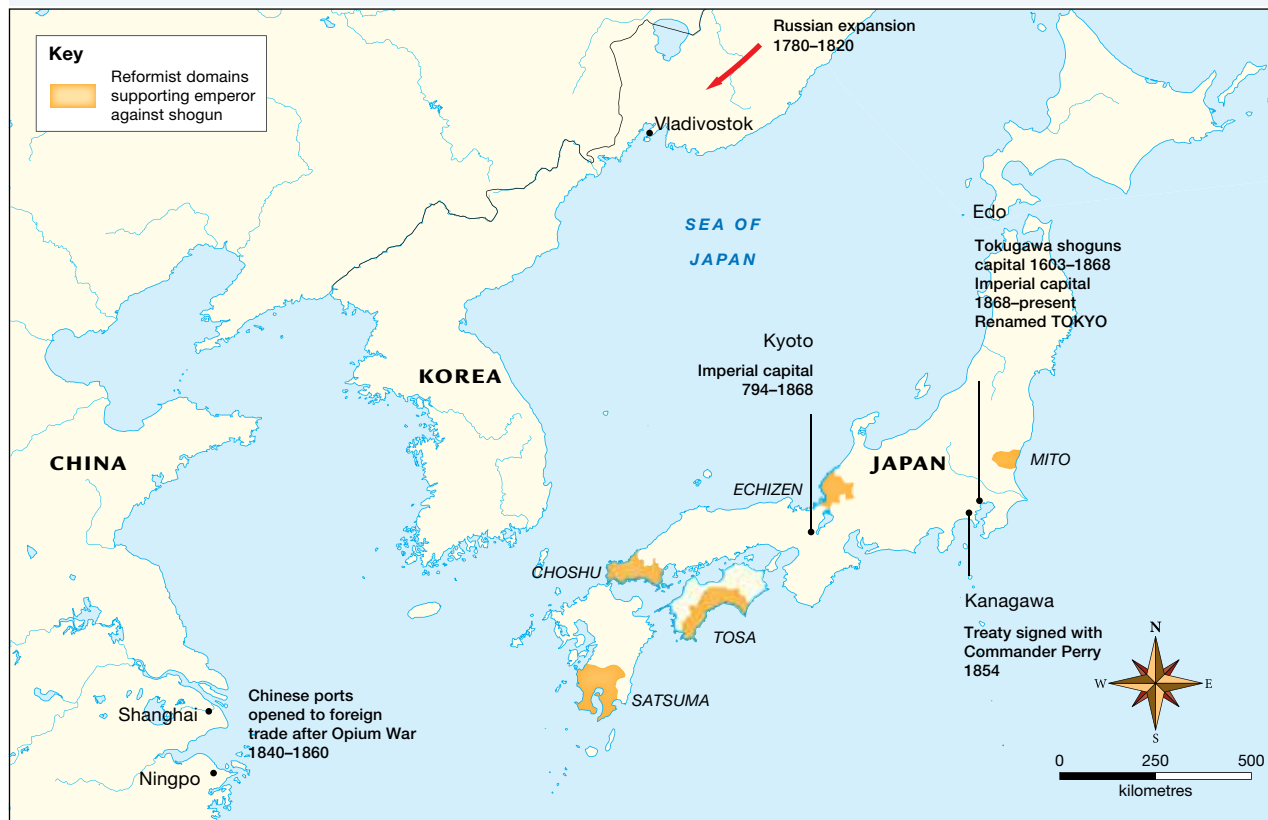 Key
Reformist domains
supporting emperor
against shogun
Russian expansion
1780–1820
Vladivostok
SEA OF
JAPAN
Edo
Tokugawa shoguns
capital 1603–1868
Imperial capital
1868–present
Renamed TOKYO
Kyoto
Imperial capital
794–1868
KOREA
CHINA
JAPAN
MITO
ECHIZEN
CHOSHU
TOSA
SATSUMA
Kanagawa
Treaty signed with
Commander Perry
1854
Chinese ports
opened to foreign
trade after Opium War
1840–1860
Shanghai
Ningpo
N
W E
S
0 250 500
kilometres